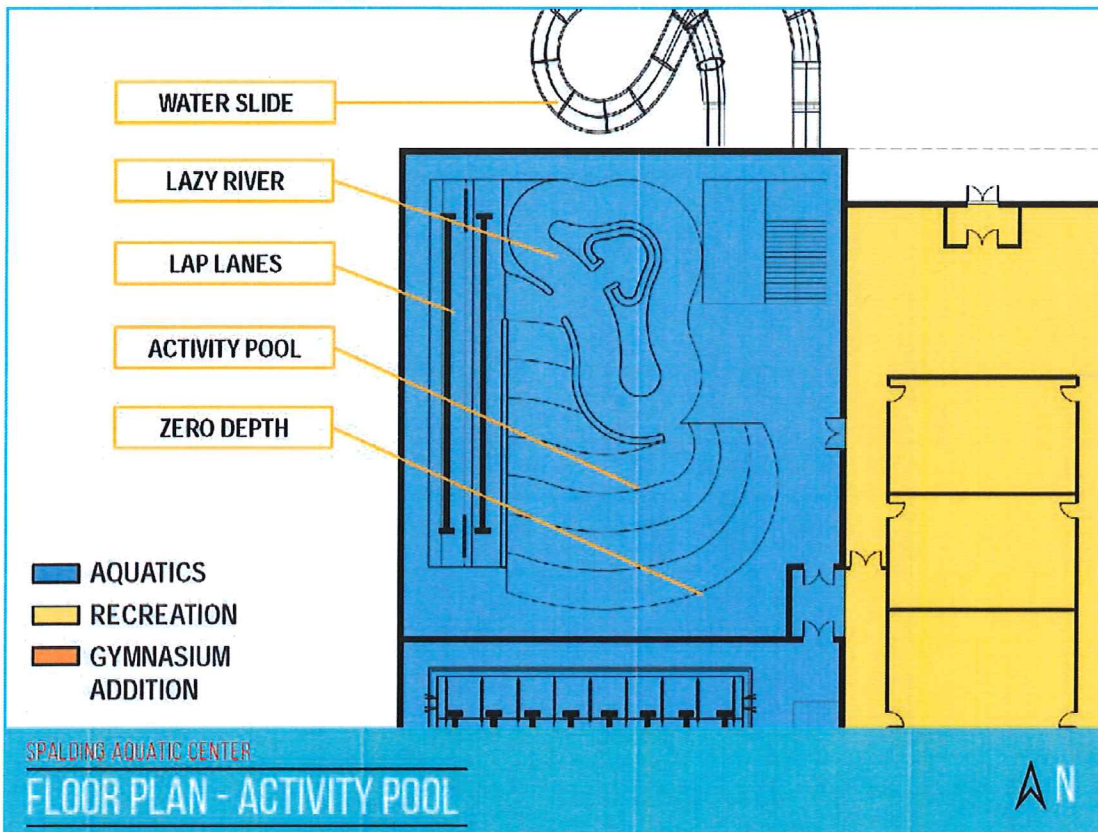 WATER SLIDE
LAZY RIVER
LAP LANES
ACTIVITY POOL
ZERO DEPTH
AQUATICS
RECREATION
GYMNASIUM
ADDITION
SPALDING AQUATIC CENTER
FLOOR PLAN - ACTIVITY POOL
N